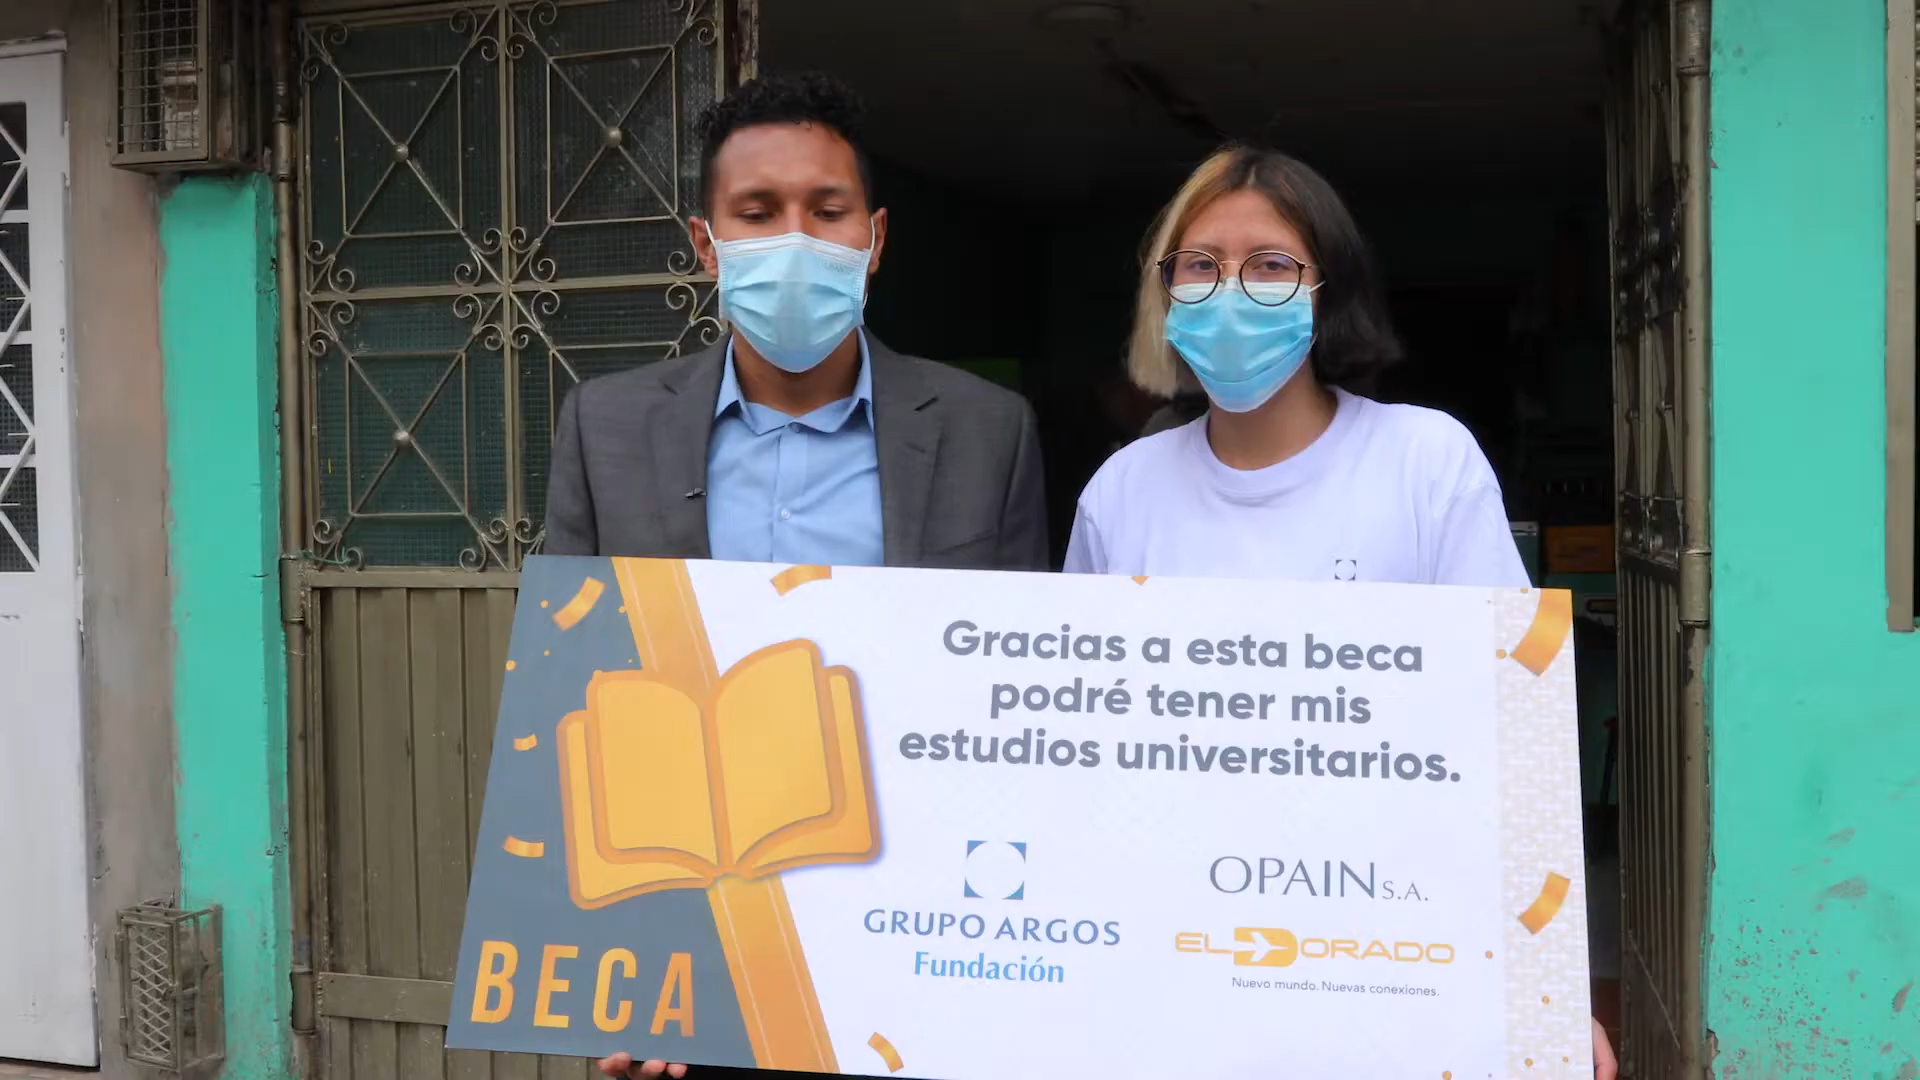 Gracias a esta beca
podré tener mis
estudios universitarios.
GRUPO ARGOS
Fundación
OPAIN S.A.
EL DORADO
Nuevo mundo. Nuevas conexiones.
BECA